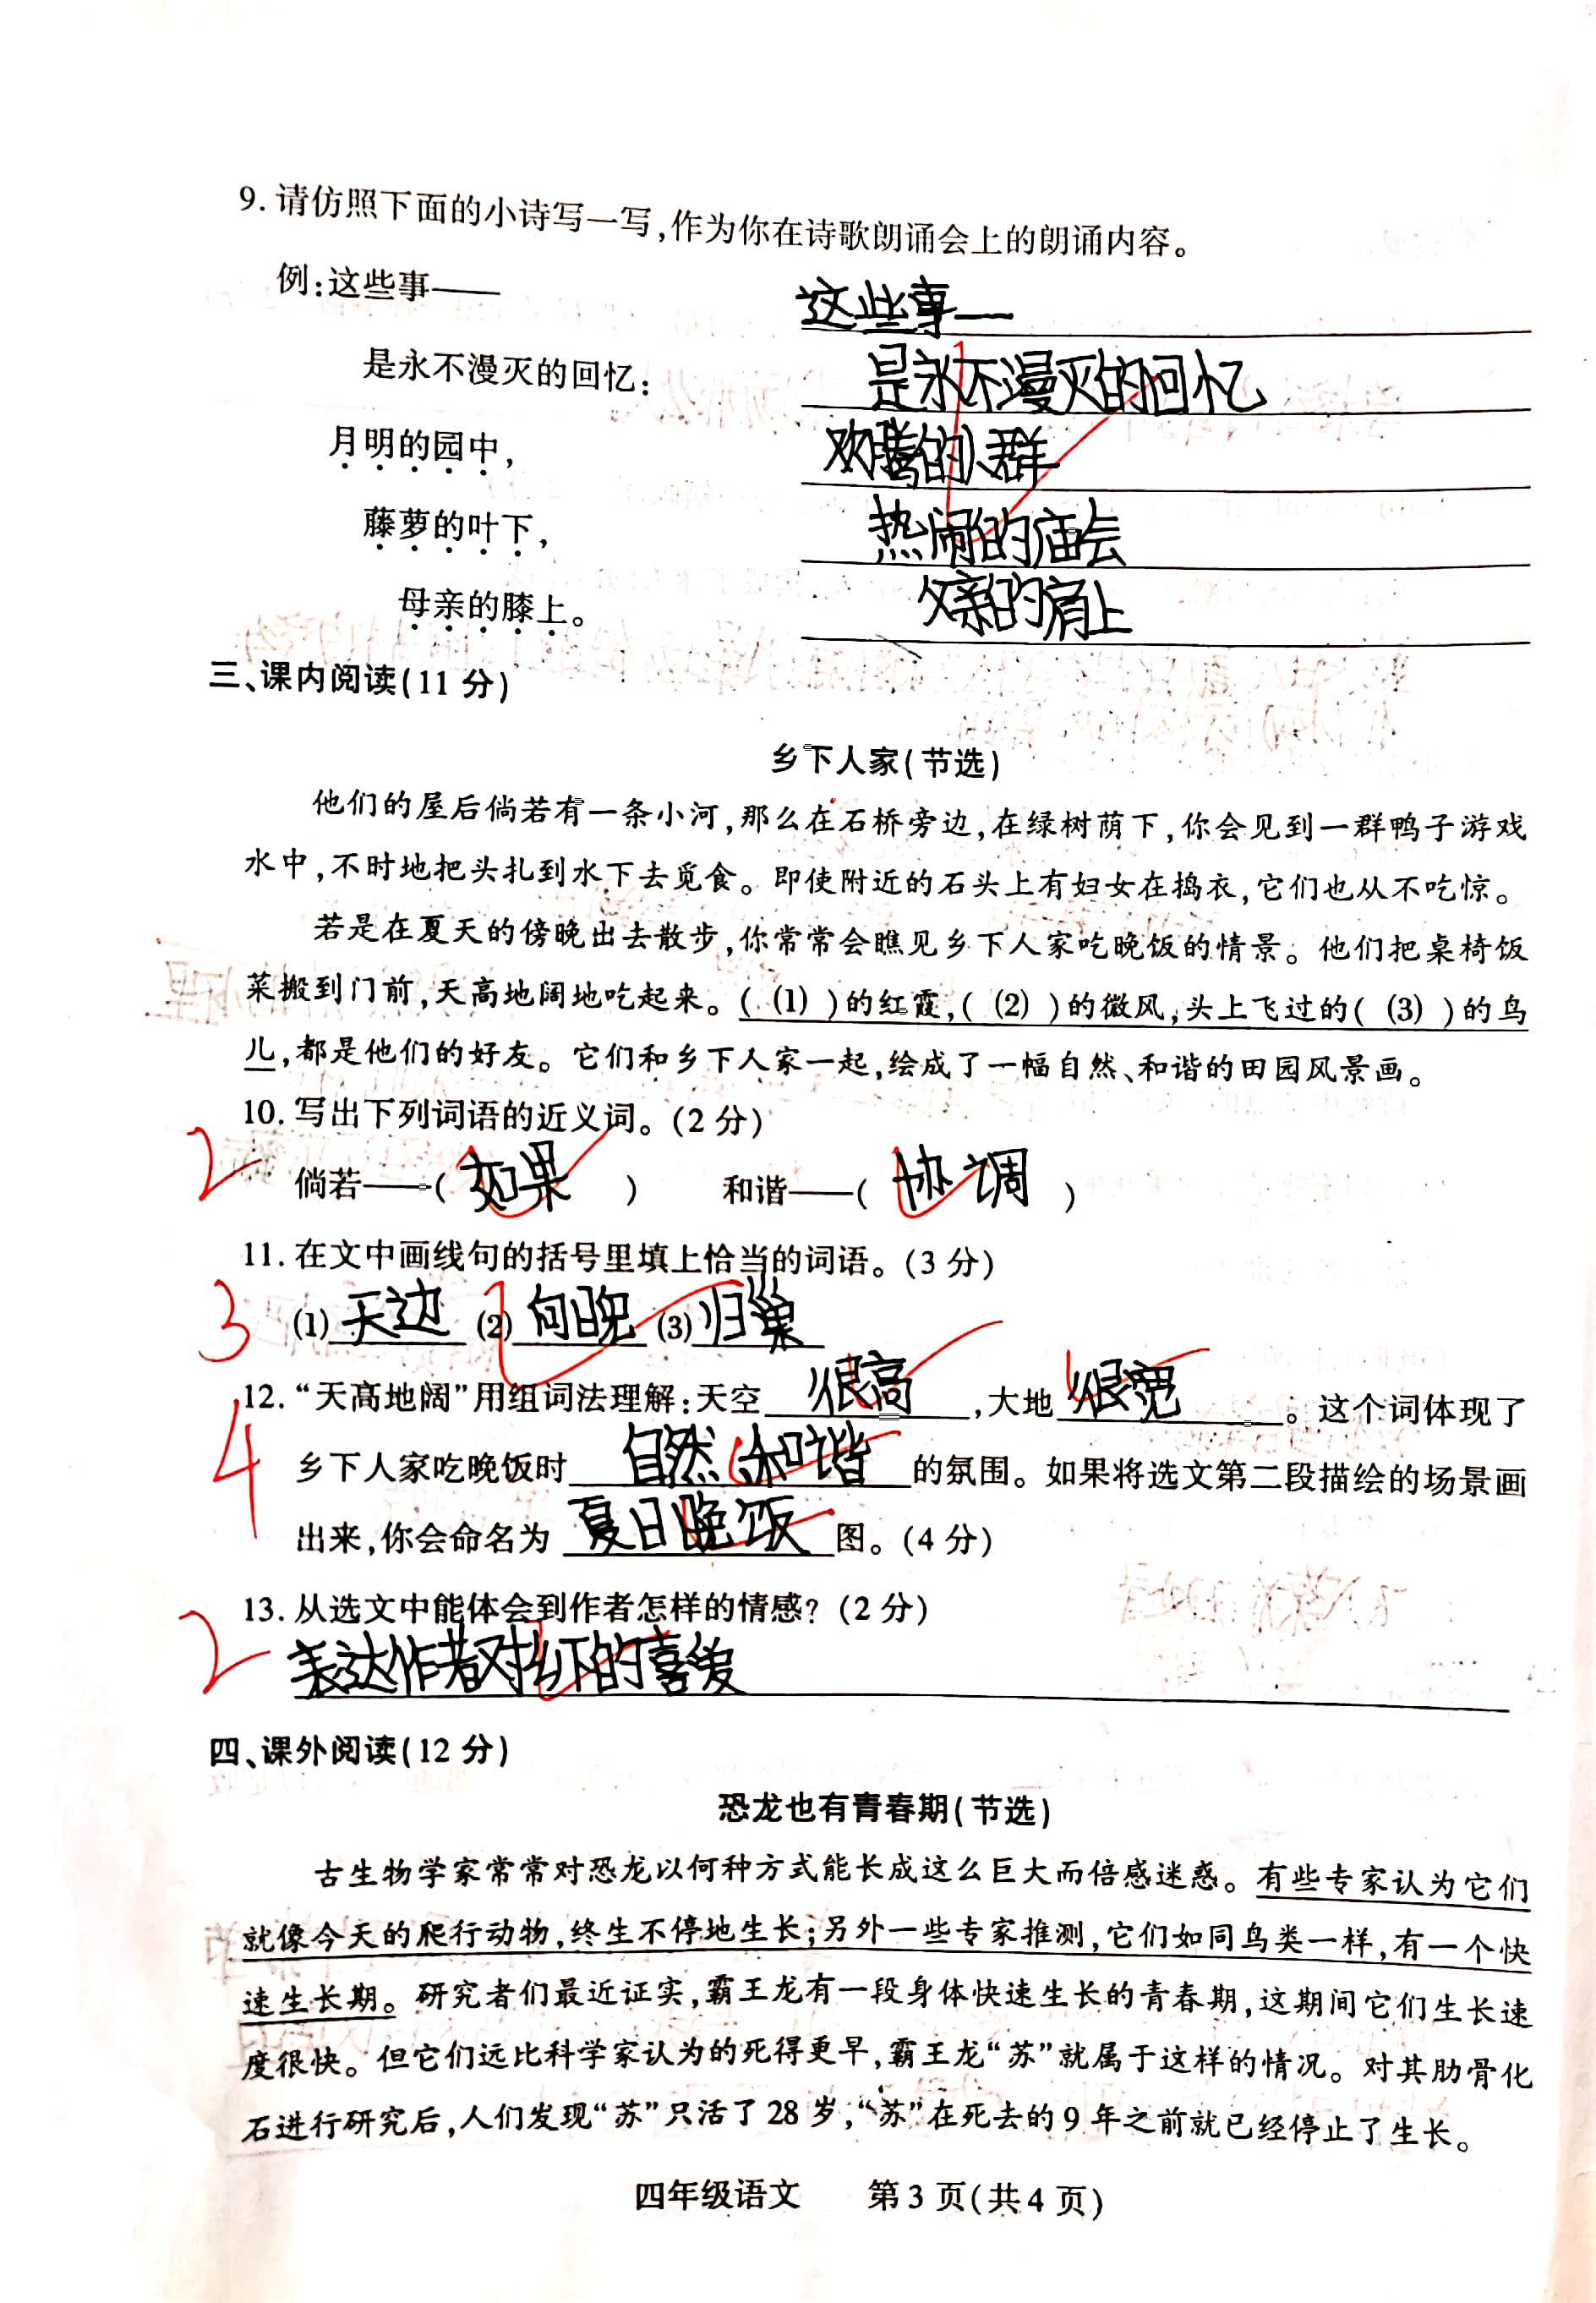 9. 请仿照下面的小诗写一写,作为你在诗歌朗诵会上的朗诵内容。
例:这些事——
是永不漫灭的回忆:
月明的园中,
藤萝的叶下,
母亲的膝上。
这些事—
是永不漫灭的回忆
欢腾的人群
热闹的庙会
父亲的肩上
三、课内阅读(11 分)
乡下人家(节选)
他们的屋后倘若有一条小河,那么在石桥旁边,在绿树荫下,你会见到一群鸭子游戏
水中,不时地把头扎到水下去觅食。即使附近的石头上有妇女在捣衣,它们也从不吃惊。
若是在夏天的傍晚出去散步,你常常会瞧见乡下人家吃晚饭的情景。他们把桌椅饭
菜搬到门前,天高地阔地吃起来。( (1) )的红霞,( (2) )的微风,头上飞过的( (3) )的鸟
儿,都是他们的好友。它们和乡下人家一起,绘成了一幅自然、和谐的田园风景画。
10. 写出下列词语的近义词。(2 分)
2 倘若——( 如果 ) 和谐——( 协调 )
11. 在文中画线句的括号里填上恰当的词语。(3 分)
3 (1) 天边 (2) 向晚 (3) 归巢
12. “天高地阔”用组词法理解:天空 很高 ,大地 很宽 。这个词体现了
4 乡下人家吃晚饭时 自然 和谐 的氛围。如果将选文第二段描绘的场景画
出来,你会命名为 夏日晚饭 图。(4 分)
13. 从选文中能体会到作者怎样的情感? (2 分)
2 表达作者对乡下的喜爱
四、课外阅读(12 分)
恐龙也有青春期(节选)
古生物学家常常对恐龙以何种方式能长成这么巨大而倍感迷惑。有些专家认为它们
就像今天的爬行动物,终生不停地生长;另外一些专家推测,它们如同鸟类一样,有一个快
速生长期。研究者们最近证实,霸王龙有一段身体快速生长的青春期,这期间它们生长速
度很快。但它们远比科学家认为的死得更早,霸王龙“苏”就属于这样的情况。对其肋骨化
石进行研究后,人们发现“苏”只活了 28 岁,“苏”在死去的 9 年之前就已经停止了生长。
四年级语文 第 3 页(共 4 页)